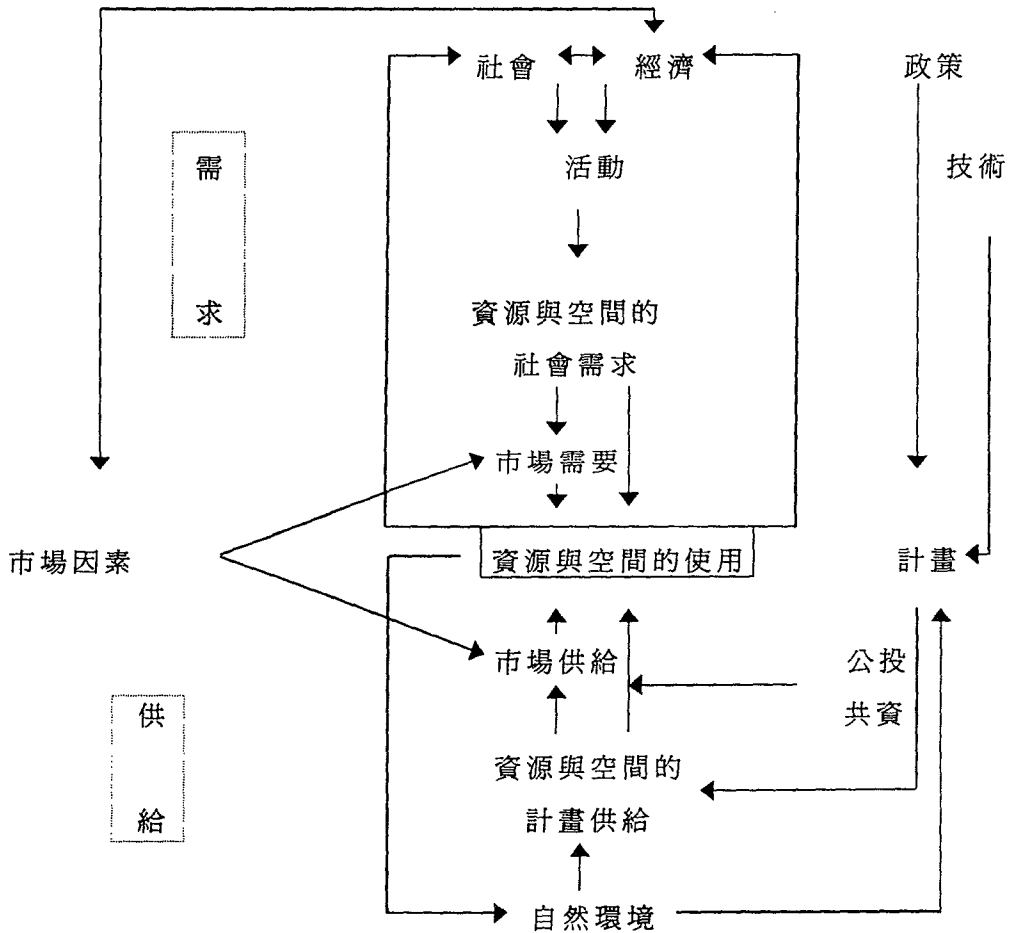 社會
經濟
政策
活動
技術
需
求
資源與空間的
社會需求
市場需要
市場因素
資源與空間的使用
計畫
市場供給
公投
共資
供
給
資源與空間的
計畫供給
自然環境